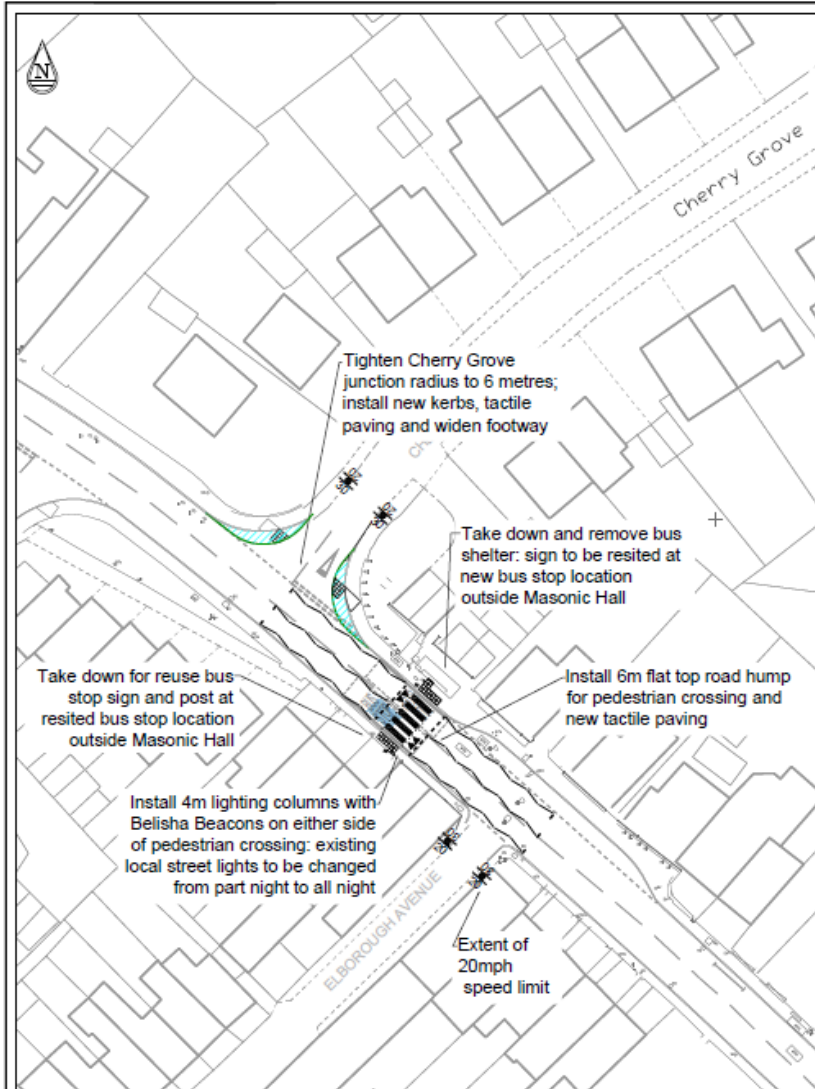 N
Cherry Grove
Tighten Cherry Grove
junction radius to 6 metres;
install new kerbs, tactile
paving and widen footway
Take down and remove bus
shelter: sign to be resited at
new bus stop location
outside Masonic Hall
Take down for reuse bus
stop sign and post at
resited bus stop location
outside Masonic Hall
Install 6m flat top road hump
for pedestrian crossing and
new tactile paving
Install 4m lighting columns with
Belisha Beacons on either side
of pedestrian crossing: existing
local street lights to be changed
from part night to all night
ELBOROUGH AVENUE
Extent of
20mph
speed limit